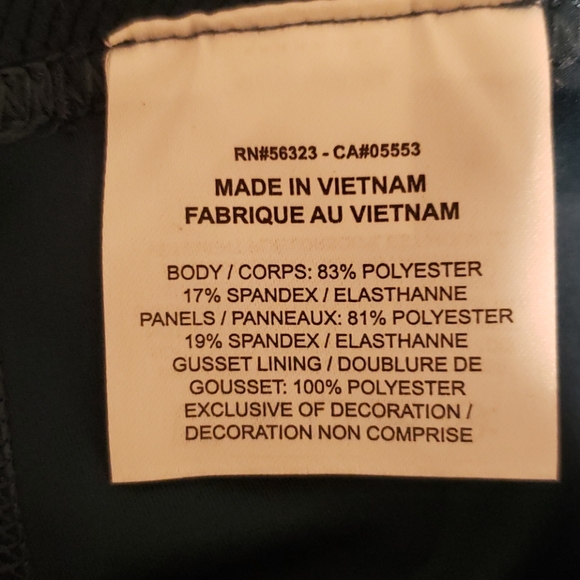 RN#56323 - CA#05553
MADE IN VIETNAM
FABRIQUE AU VIETNAM
BODY / CORPS: 83% POLYESTER
17% SPANDEX / ELASTHANNE
PANELS / PANNEAUX: 81% POLYESTER
19% SPANDEX / ELASTHANNE
GUSSET LINING / DOUBLURE DE
GOUSSET: 100% POLYESTER
EXCLUSIVE OF DECORATION /
DECORATION NON COMPRISE